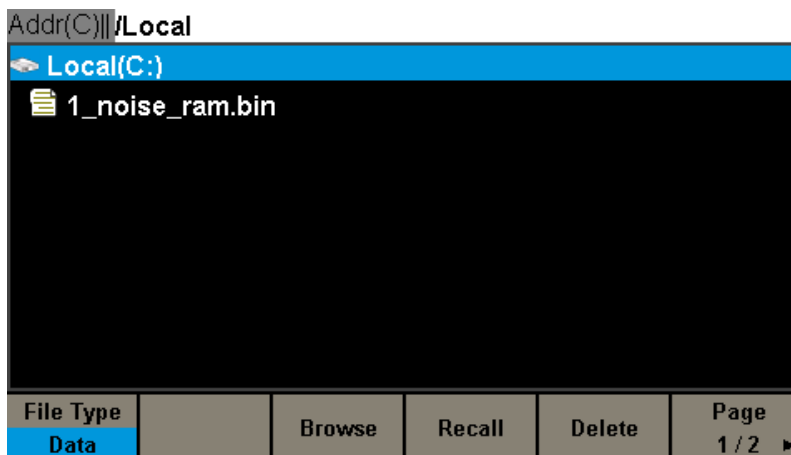 Addr(C)|| /Local
Local(C:)
1_noise_ram.bin
File Type
Data
Browse
Recall
Delete
Page
1 / 2